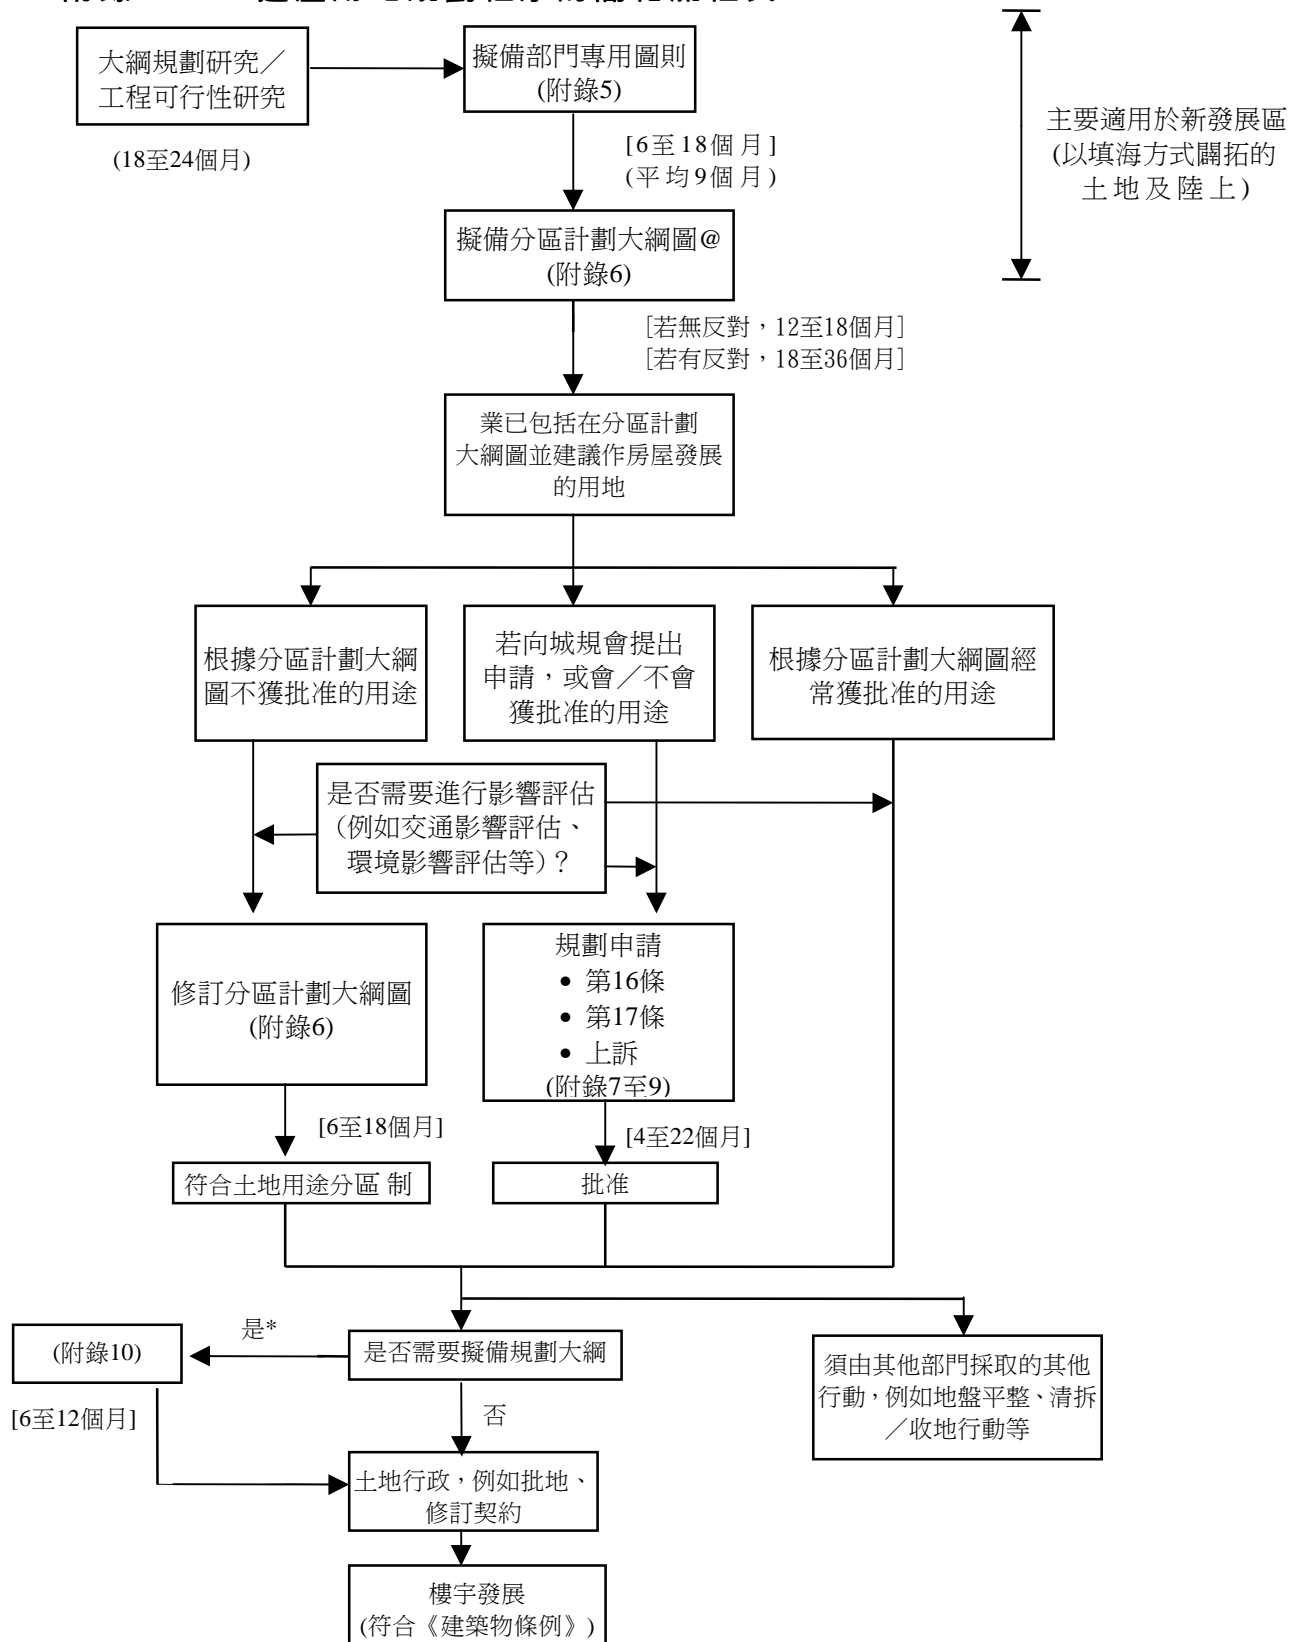 大綱規劃研究／
工程可行性研究
(18至24個月)
擬備部門專用圖則
(附錄5)
[6至18個月]
(平均9個月)
主要適用於新發展區
(以填海方式闢拓的
土地及陸上)
擬備分區計劃大綱圖@
(附錄6)
[若無反對，12至18個月]
[若有反對，18至36個月]
業已包括在分區計劃
大綱圖並建議作房屋發展
的用地
根據分區計劃大綱
圖不獲批准的用途
若向城規會提出
申請，或會／不會
獲批准的用途
根據分區計劃大綱圖經
常獲批准的用途
是否需要進行影響評估
(例如交通影響評估、
環境影響評估等)？
修訂分區計劃大綱圖
(附錄6)
規劃申請
• 第16條
• 第17條
• 上訴
(附錄7至9)
[6至18個月]
[4至22個月]
符合土地用途分區制
批准
(附錄10)
是*
是否需要擬備規劃大綱
須由其他部門採取的其他
行動，例如地盤平整、清拆
／收地行動等
[6至12個月]
否
土地行政，例如批地、
修訂契約
樓宇發展
(符合《建築物條例》)